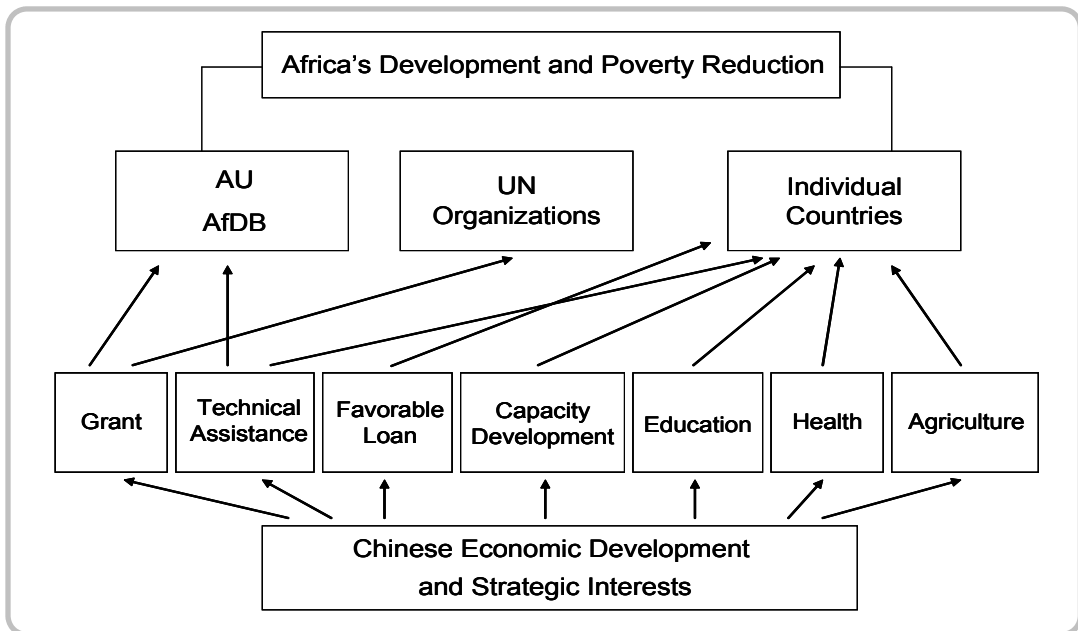 Africa's Development and Poverty Reduction
AU
AfDB
UN
Organizations
Individual
Countries
Grant
Technical
Assistance
Favorable
Loan
Capacity
Development
Education
Health
Agriculture
Chinese Economic Development
and Strategic Interests